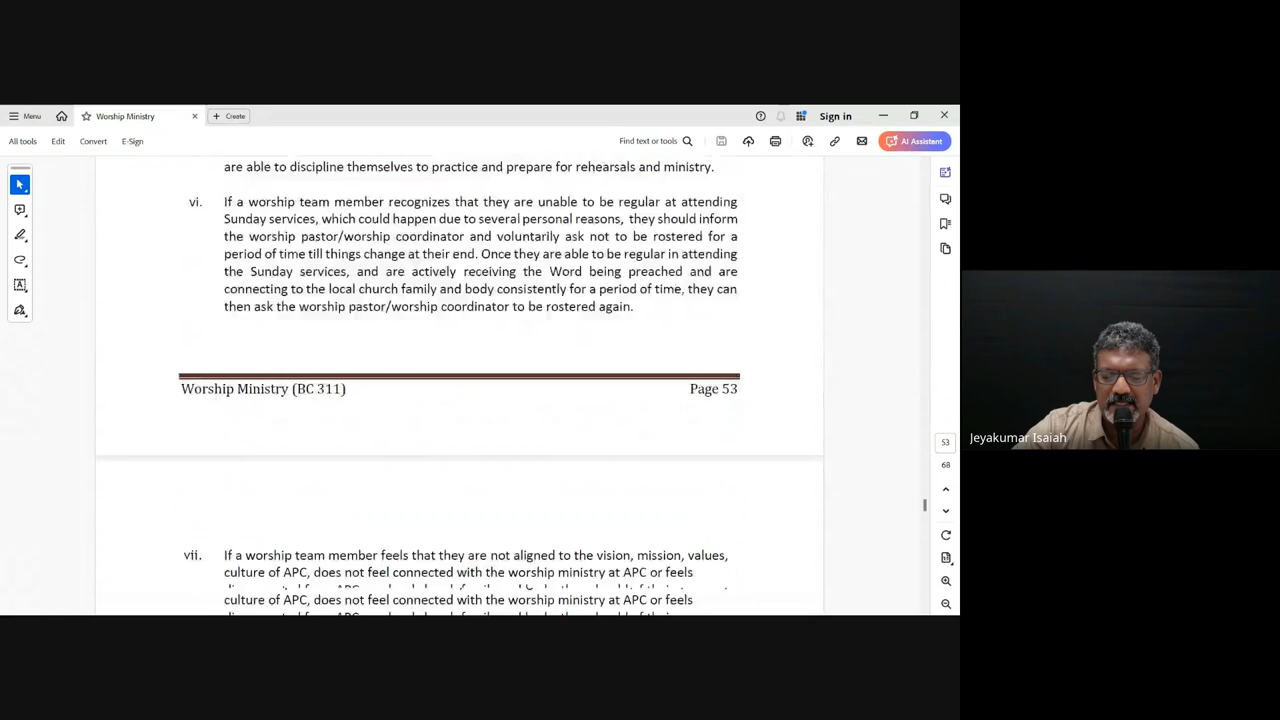 Menu
Worship Ministry
Create
Sign in
All tools
Edit
Convert
E-Sign
Find text or tools
AI Assistant
are able to discipline themselves to practice and prepare for rehearsals and ministry.
vi. If a worship team member recognizes that they are unable to be regular at attending
Sunday services, which could happen due to several personal reasons, they should inform
the worship pastor/worship coordinator and voluntarily ask not to be rostered for a
period of time till things change at their end. Once they are able to be regular in attending
the Sunday services, and are actively receiving the Word being preached and are
connecting to the local church family and body consistently for a period of time, they can
then ask the worship pastor/worship coordinator to be rostered again.
Worship Ministry (BC 311) Page 53
53
68
vii. If a worship team member feels that they are not aligned to the vision, mission, values,
culture of APC, does not feel connected with the worship ministry at APC or feels
culture of APC, does not feel connected with the worship ministry at APC or feels
Jeyakumar Isaiah